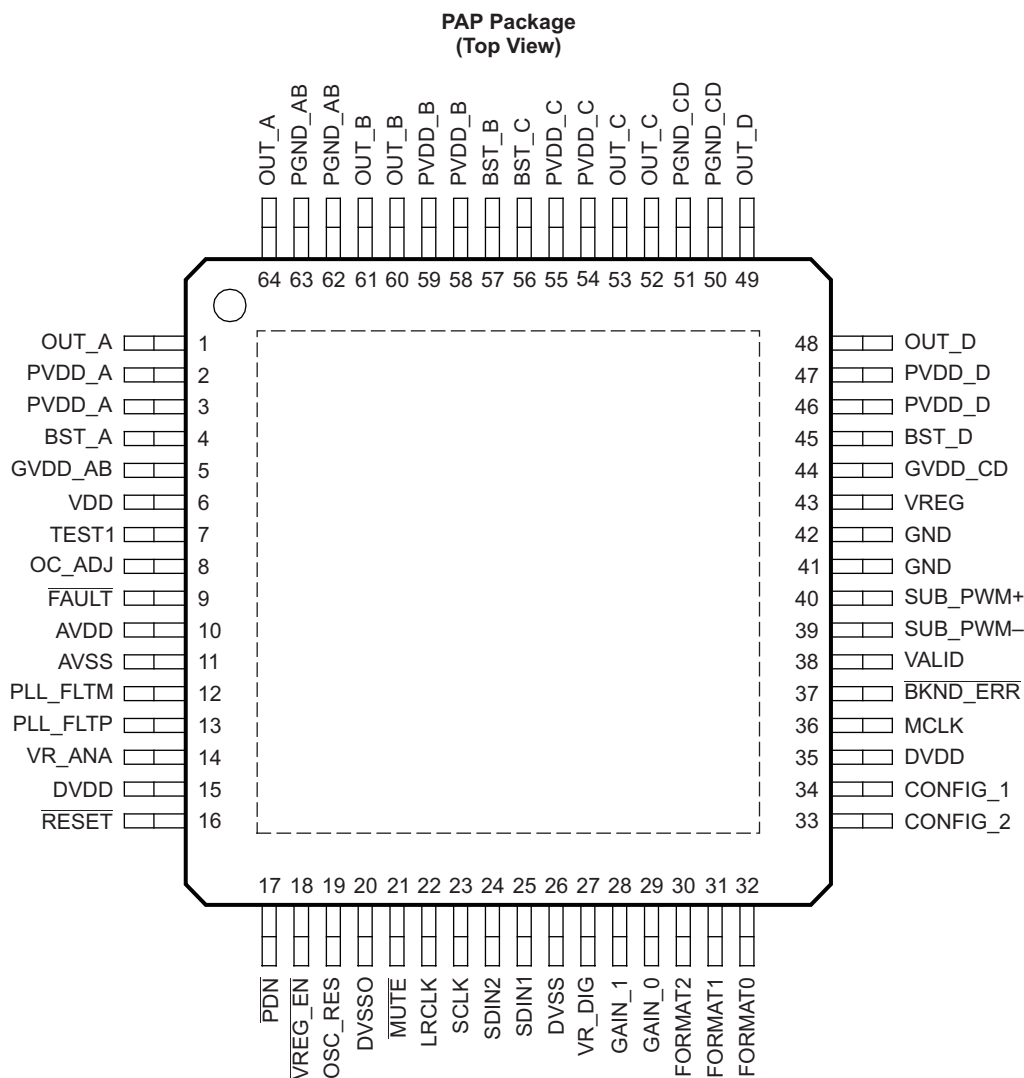 PAP Package
(Top View)
OUT_A
PGND_AB
PGND_AB
OUT_B
OUT_B
PVDD_B
PVDD_B
BST_B
BST_C
PVDD_C
PVDD_C
OUT_C
OUT_C
PGND_CD
PGND_CD
OUT_D
64 63 62 61 60 59 58 57 56 55 54 53 52 51 50 49
OUT_A 1 48 OUT_D
PVDD_A 2 47 PVDD_D
PVDD_A 3 46 PVDD_D
BST_A 4 45 BST_D
GVDD_AB 5 44 GVDD_CD
VDD 6 43 VREG
TEST1 7 42 GND
OC_ADJ 8 41 GND
FAULT 9 40 SUB_PWM+
AVDD 10 39 SUB_PWM–
AVSS 11 38 VALID
PLL_FLTM 12 37 BKND_ERR
PLL_FLTP 13 36 MCLK
VR_ANA 14 35 DVDD
DVDD 15 34 CONFIG_1
RESET 16 33 CONFIG_2
17 18 19 20 21 22 23 24 25 26 27 28 29 30 31 32
PDN
VREG_EN
OSC_RES
DVSSO
MUTE
LRCLK
SCLK
SDIN2
SDIN1
DVSS
VR_DIG
GAIN_1
GAIN_0
FORMAT2
FORMAT1
FORMAT0